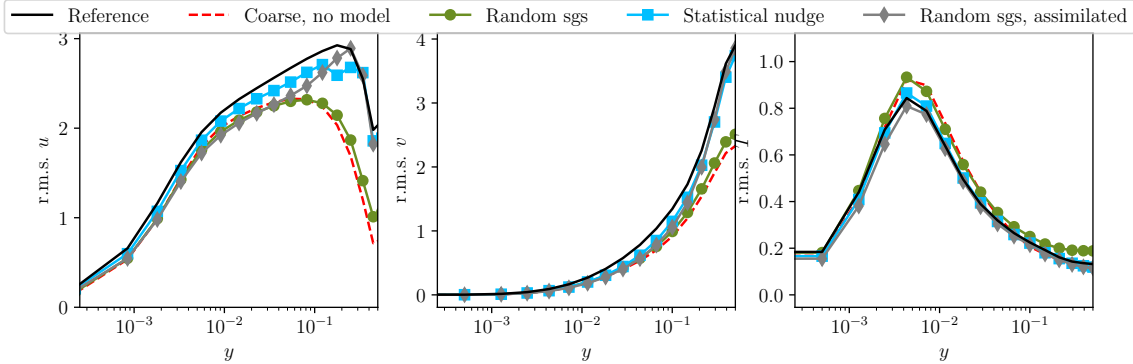 Reference Coarse, no model Random sgs Statistical nudge Random sgs, assimilated
3
2
1
0
r.m.s. u
10⁻³ 10⁻² 10⁻¹
y
4
3
2
1
0
r.m.s. v
10⁻³ 10⁻² 10⁻¹
y
1.0
0.8
0.6
0.4
0.2
0.0
r.m.s. T
10⁻³ 10⁻² 10⁻¹
y